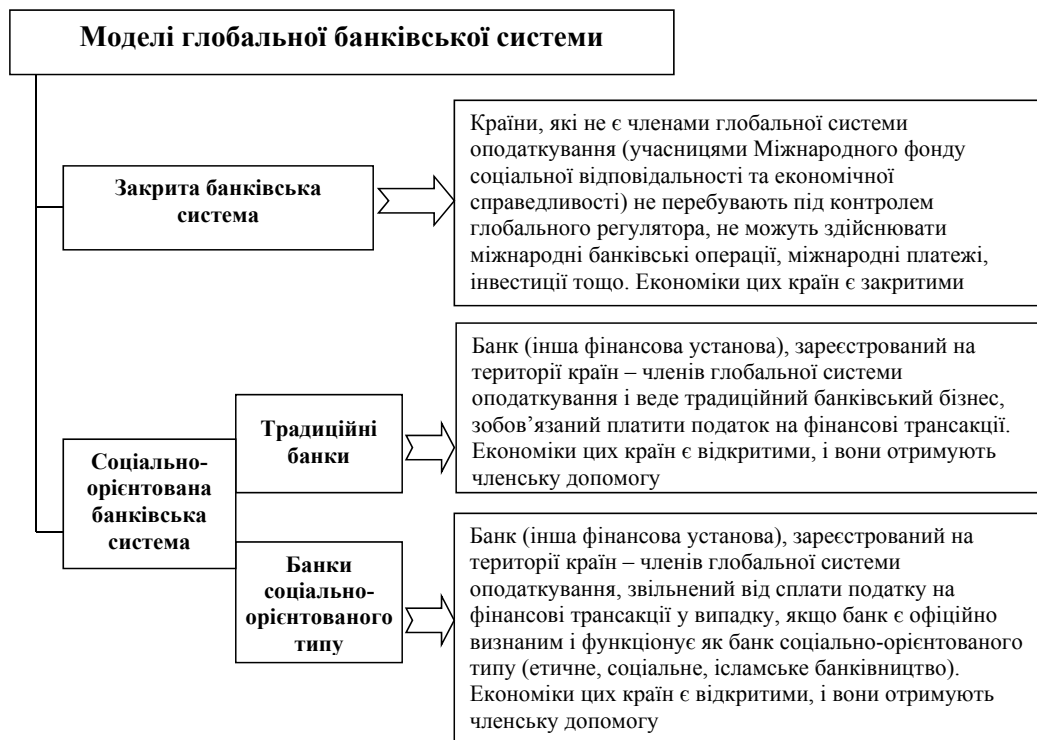 Моделі глобальної банківської системи
Закрита банківська
система
Країни, які не є членами глобальної системи
оподаткування (учасницями Міжнародного фонду
соціальної відповідальності та економічної
справедливості) не перебувають під контролем
глобального регулятора, не можуть здійснювати
міжнародні банківські операції, міжнародні платежі,
інвестиції тощо. Економіки цих країн є закритими
Соціально-
орієнтована
банківська
система
Традиційні
банки
Банк (інша фінансова установа), зареєстрований на
території країн – членів глобальної системи
оподаткування і веде традиційний банківський бізнес,
зобов’язаний платити податок на фінансові трансакції.
Економіки цих країн є відкритими, і вони отримують
членську допомогу
Банки
соціально-
орієнтованого
типу
Банк (інша фінансова установа), зареєстрований на
території країн – членів глобальної системи
оподаткування, звільнений від сплати податку на
фінансові трансакції у випадку, якщо банк є офіційно
визнаним і функціонує як банк соціально-орієнтованого
типу (етичне, соціальне, ісламське банківництво).
Економіки цих країн є відкритими, і вони отримують
членську допомогу